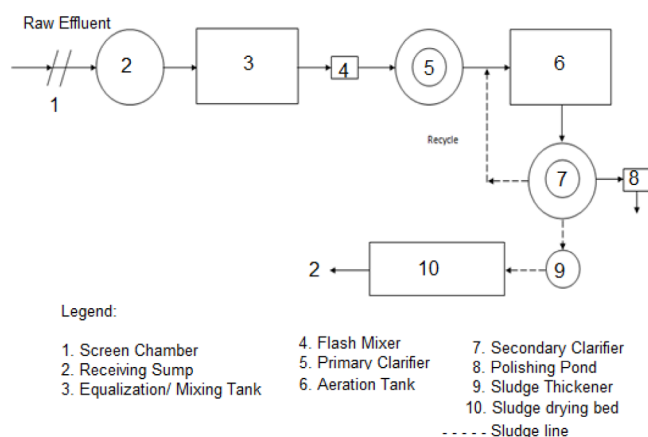 Raw Effluent
1
2
3
4
5
6
Recycle
7
8
2
10
9
Legend:
1. Screen Chamber
2. Receiving Sump
3. Equalization/ Mixing Tank
4. Flash Mixer
5. Primary Clarifier
6. Aeration Tank
7. Secondary Clarifier
8. Polishing Pond
9. Sludge Thickener
10. Sludge drying bed
- - - - - Sludge line